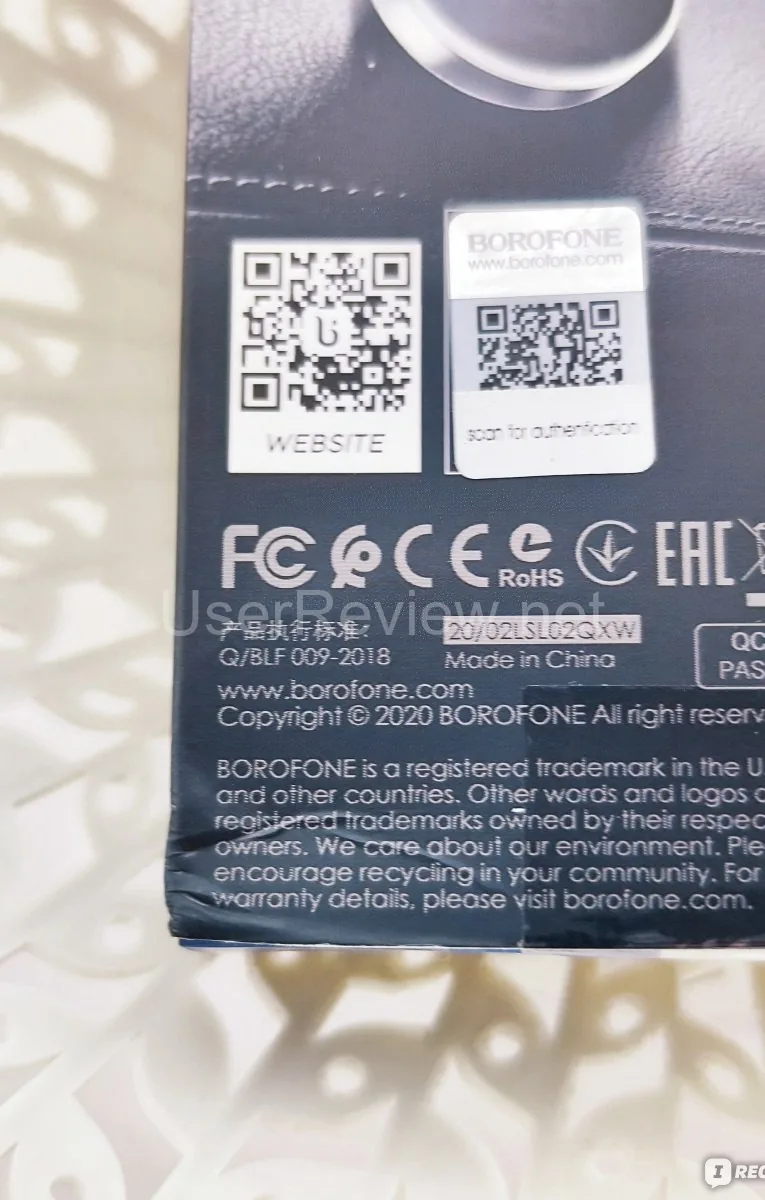 BOROFONE
www.borofone.com
WEBSITE
scan for authentication
FC CE RoHS EAC
UserReview.net
产品执行标准:
20/02LSL02QXW
Q/BLF 009-2018
Made in China
QC
PAS
www.borofone.com
Copyright © 2020 BOROFONE All right reserv
BOROFONE is a registered trademark in the U
and other countries. Other words and logos
registered trademarks owned by their respec
owners. We care about our environment. Ple
encourage recycling in your community. For
warranty details, please visit borofone.com.
I REC